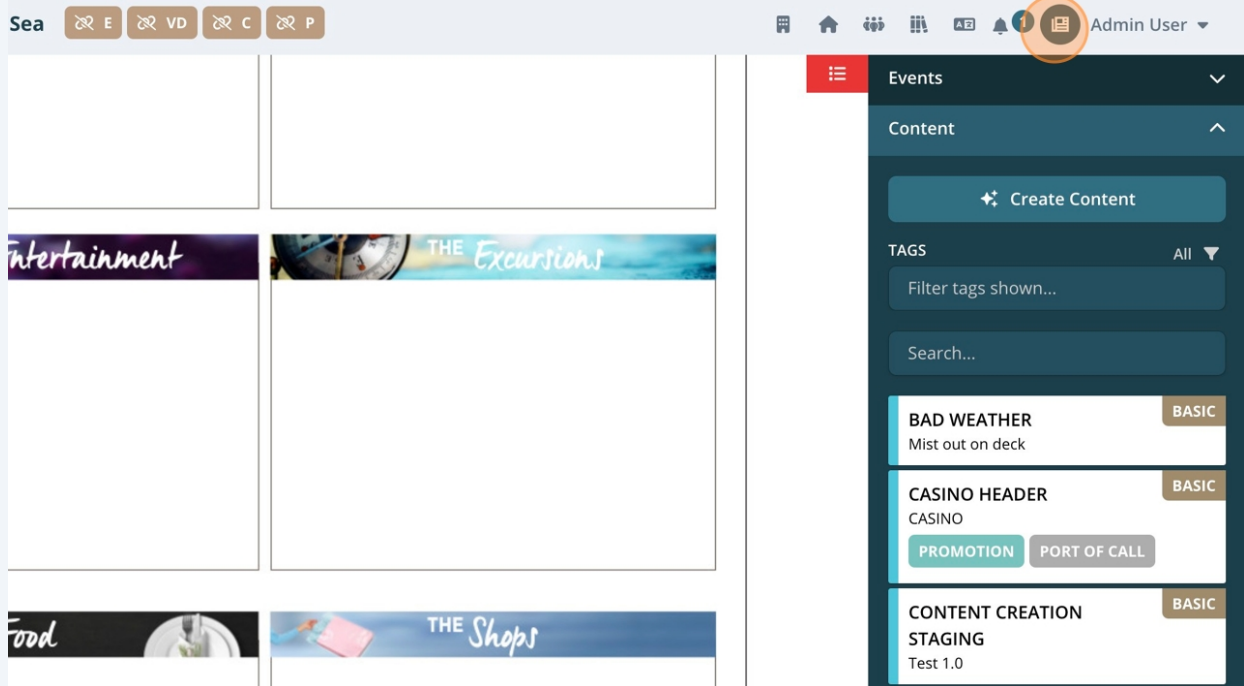 Sea E VD C P 1 Admin User
Events
Content
Create Content
TAGS All
Filter tags shown...
Search...
BAD WEATHER BASIC
Mist out on deck
CASINO HEADER BASIC
CASINO
PROMOTION PORT OF CALL
CONTENT CREATION BASIC
STAGING
Test 1.0
ntertainment
THE Excursions
Food
THE Shops